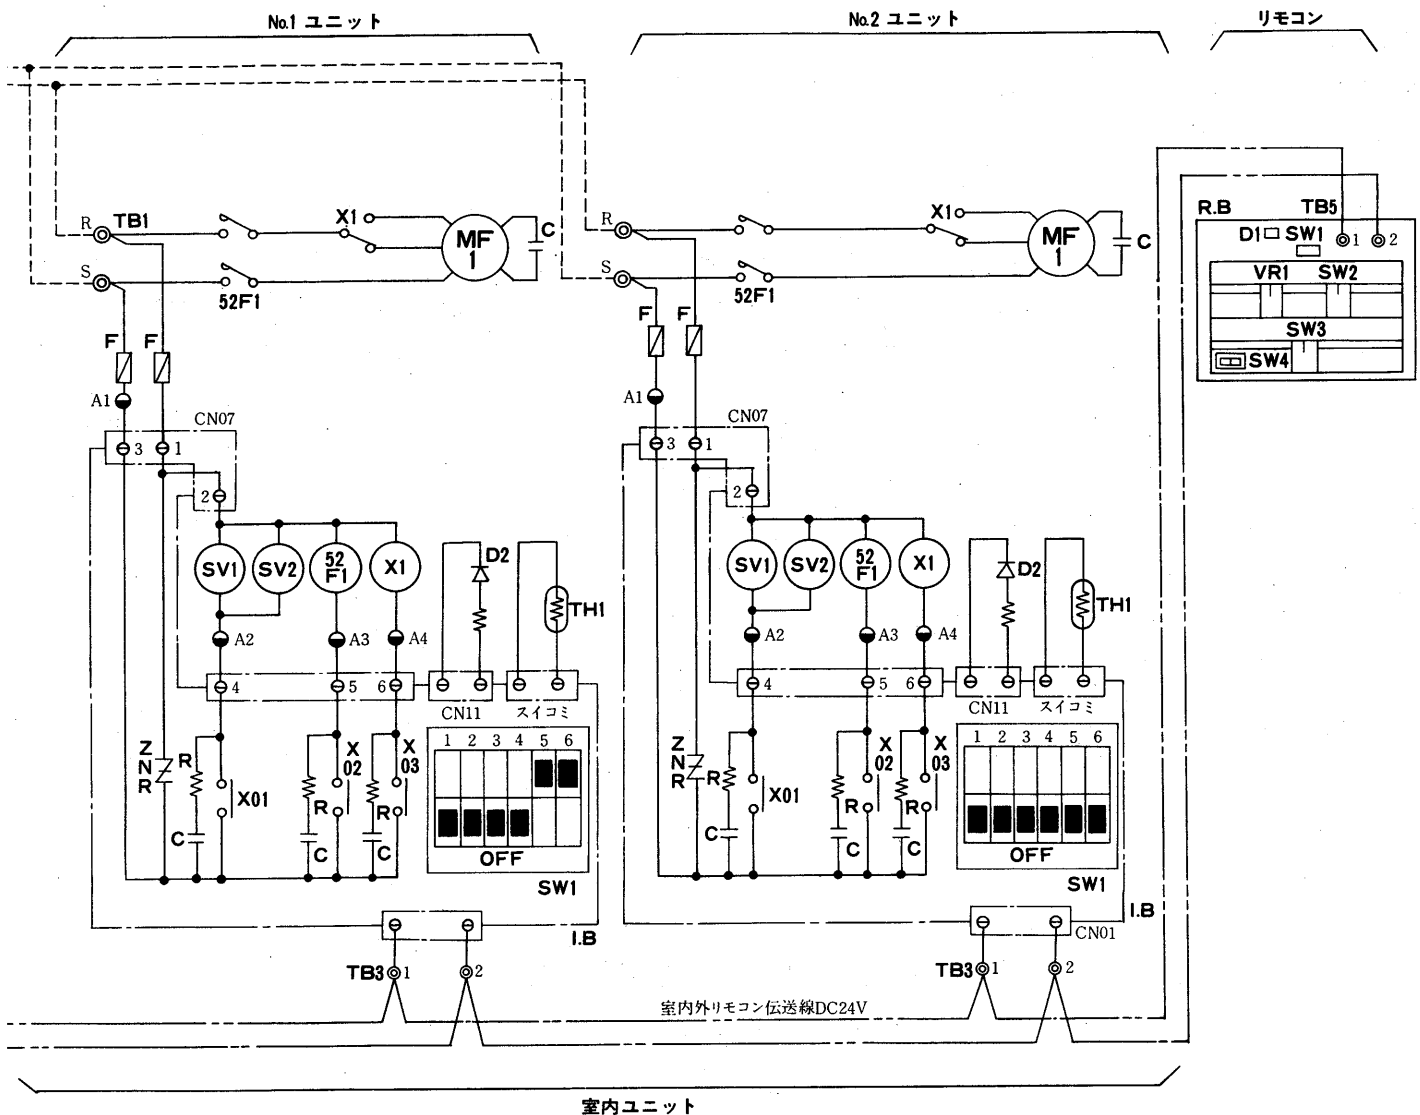 No.1 ユニット
No.2 ユニット
リモコン
R TB1
X1
MF
1
C
S
52F1
F F
A1
CN07
3 1
2
SV1 SV2 52
F1 X1
D2
TH1
A2 A3 A4
4 5 6
CN11 スイコミ
Z
N
R
R
C
X01
X
02
R
C
X
03
R
C
1 2 3 4 5 6
OFF
SW1
I.B
TB3 1 2
R
X1
MF
1
C
S
52F1
F F
A1
CN07
3 1
2
SV1 SV2 52
F1 X1
D2
TH1
A2 A3 A4
4 5 6
CN11 スイコミ
Z
N
R
R
C
X01
X
02
R
C
X
03
R
C
1 2 3 4 5 6
OFF
SW1
I.B
CN01
TB3 1 2
R.B TB5
D1 SW1 1 2
VR1 SW2
SW3
SW4
室内外リモコン伝送線DC24V
室内ユニット